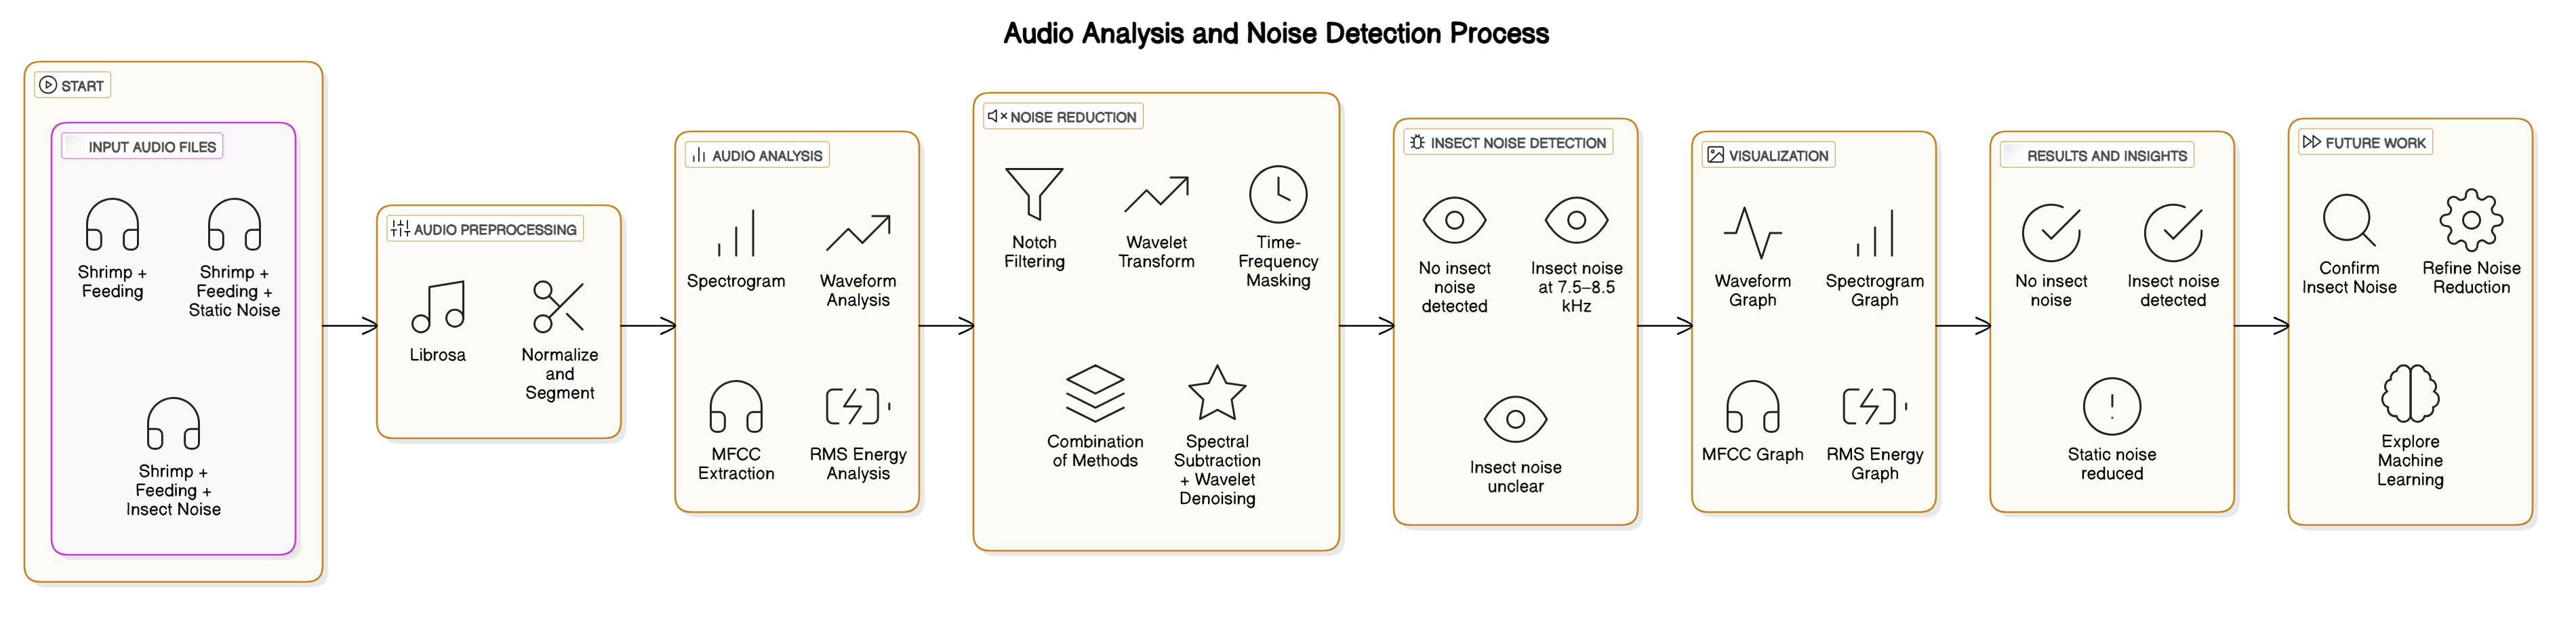 Audio Analysis and Noise Detection Process
START
INPUT AUDIO FILES
Shrimp +
Feeding
Shrimp +
Feeding +
Static Noise
Shrimp +
Feeding +
Insect Noise
AUDIO PREPROCESSING
Librosa
Normalize
and
Segment
AUDIO ANALYSIS
Spectrogram
Waveform
Analysis
MFCC
Extraction
RMS Energy
Analysis
NOISE REDUCTION
Notch
Filtering
Wavelet
Transform
Time-
Frequency
Masking
Combination
of Methods
Spectral
Subtraction
+ Wavelet
Denoising
INSECT NOISE DETECTION
No insect
noise
detected
Insect noise
at 7.5–8.5
kHz
Insect noise
unclear
VISUALIZATION
Waveform
Graph
Spectrogram
Graph
MFCC Graph
RMS Energy
Graph
RESULTS AND INSIGHTS
No insect
noise
Insect noise
detected
Static noise
reduced
FUTURE WORK
Confirm
Insect Noise
Refine Noise
Reduction
Explore
Machine
Learning